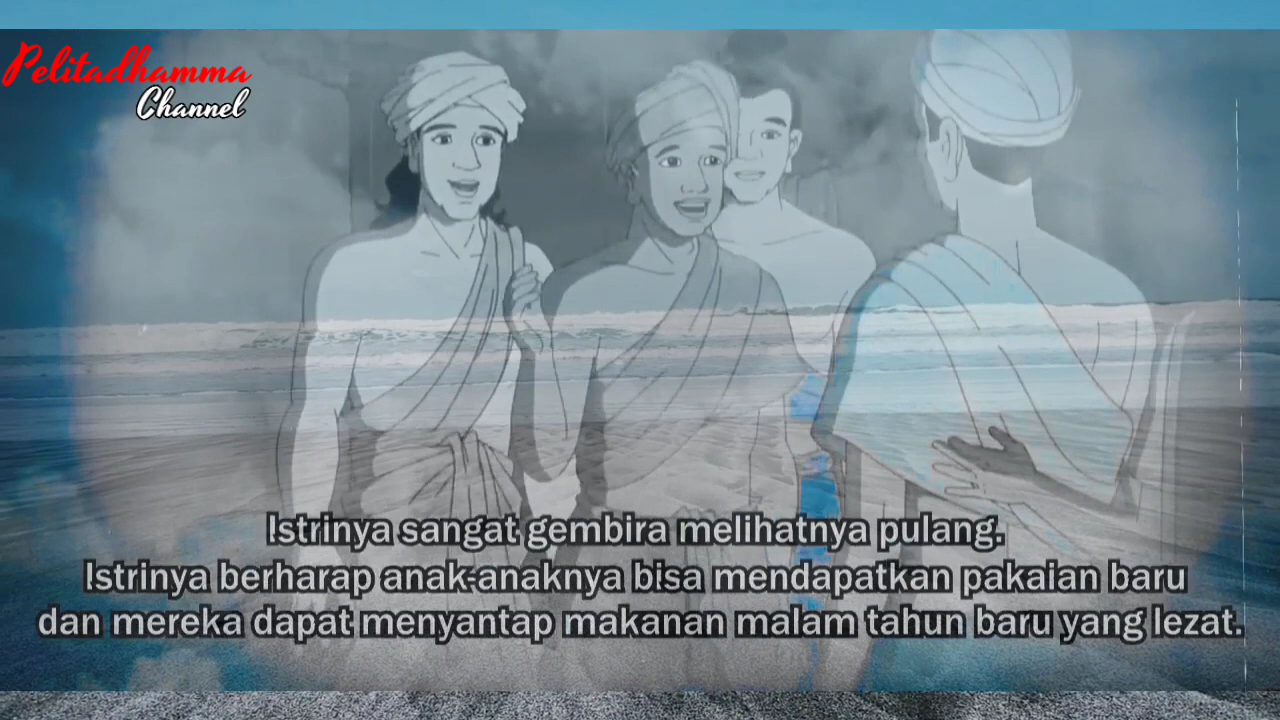 Pelitadhamma
Channel
Istrinya sangat gembira melihatnya pulang.
Istrinya berharap anak-anaknya bisa mendapatkan pakaian baru
dan mereka dapat menyantap makanan malam tahun baru yang lezat.